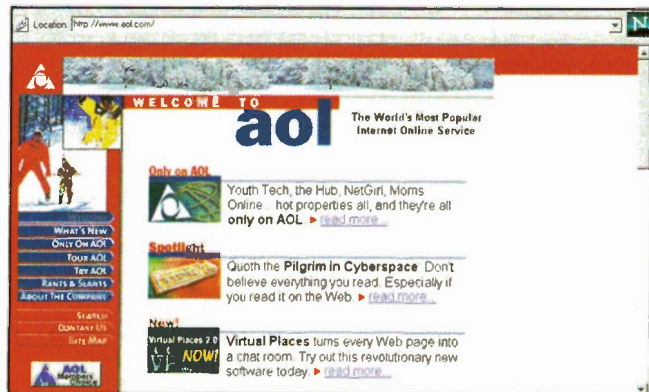 Location: http://www.aol.com/
N
WELCOME TO
aol
The World's Most Popular
Internet Online Service
Only on AOL
Youth Tech, the Hub, NetGirl, Moms
Online... hot properties all, and they're all
only on AOL. ▶ read more...
Spotlight
Quoth the Pilgrim in Cyberspace: Don't
believe everything you read. Especially if
you read it on the Web. ▶ read more...
New!
Virtual Places 2.0
NOW!
Virtual Places turns every Web page into
a chat room. Try out this revolutionary new
software today. ▶ read more...
WHAT'S NEW
ONLY ON AOL
TOUR AOL
TRY AOL
RANTS & SLANTS
ABOUT THE COMPANY
SEARCH
CONTACT US
SITE MAP
AOL
Members
Choice